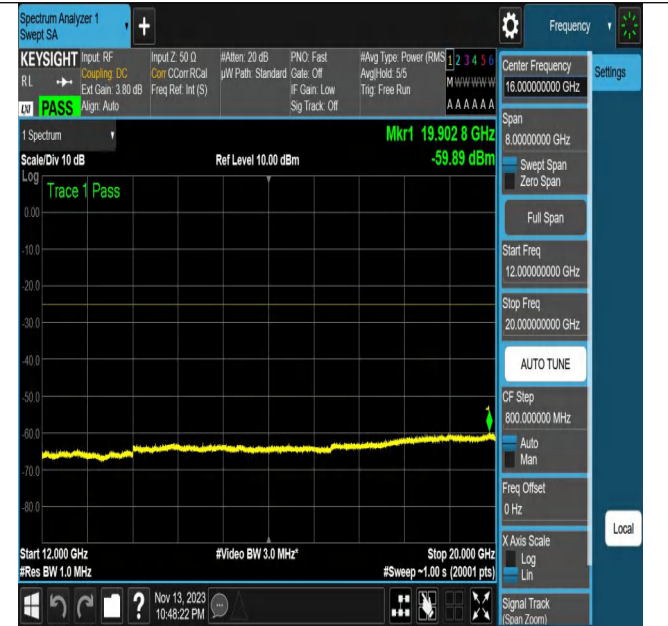 Spectrum Analyzer 1
Swept SA
Frequency
KEYSIGHT
RL
LXI
PASS
Input: RF
Coupling: DC
Ext Gain: 3.80 dB
Align: Auto
Input Z: 50 Ω
Corr CCorr RCal
Freq Ref: Int (S)
#Atten: 20 dB
µW Path: Standard
PNO: Fast
Gate: Off
IF Gain: Low
Sig Track: Off
#Avg Type: Power (RMS
Avg|Hold: 5/5
Trig: Free Run
1 2 3 4 5 6
M W W W W W
A A A A A A
1 Spectrum
Scale/Div 10 dB
Log
Ref Level 10.00 dBm
Mkr1 19.902 8 GHz
-59.89 dBm
Trace 1 Pass
0.00
-10.0
-20.0
-30.0
-40.0
-50.0
-60.0
-70.0
-80.0
1
Start 12.000 GHz
#Res BW 1.0 MHz
#Video BW 3.0 MHz*
Stop 20.000 GHz
#Sweep ~1.00 s (20001 pts)
Center Frequency
16.000000000 GHz
Settings
Span
8.00000000 GHz
Swept Span
Zero Span
Full Span
Start Freq
12.000000000 GHz
Stop Freq
20.000000000 GHz
AUTO TUNE
CF Step
800.000000 MHz
Auto
Man
Freq Offset
0 Hz
X Axis Scale
Log
Lin
Local
Signal Track
(Span Zoom)
?
Nov 13, 2023
10:48:22 PM